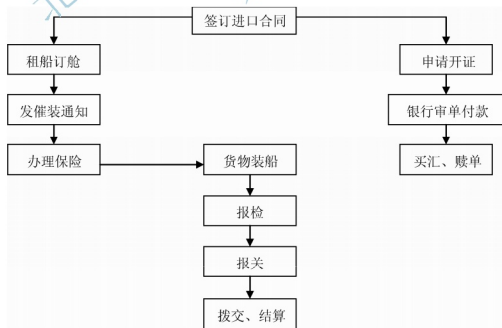 签订进口合同
租船订舱
申请开证
发催装通知
银行审单付款
办理保险
货物装船
买汇、赎单
报检
报关
拨交、结算